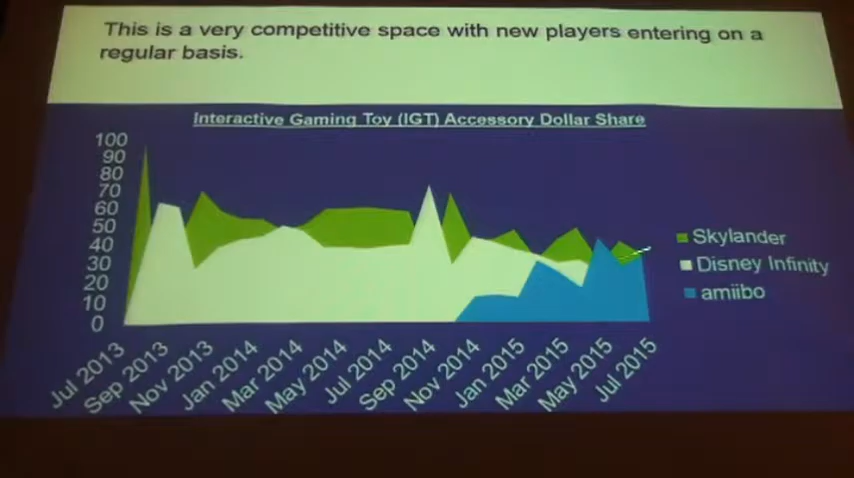 This is a very competitive space with new players entering on a
regular basis.
Interactive Gaming Toy (IGT) Accessory Dollar Share
100
90
80
70
60
50
40
30
20
10
0
Jul 2013
Sep 2013
Nov 2013
Jan 2014
Mar 2014
May 2014
Jul 2014
Sep 2014
Nov 2014
Jan 2015
Mar 2015
May 2015
Jul 2015
Skylander
Disney Infinity
amiibo